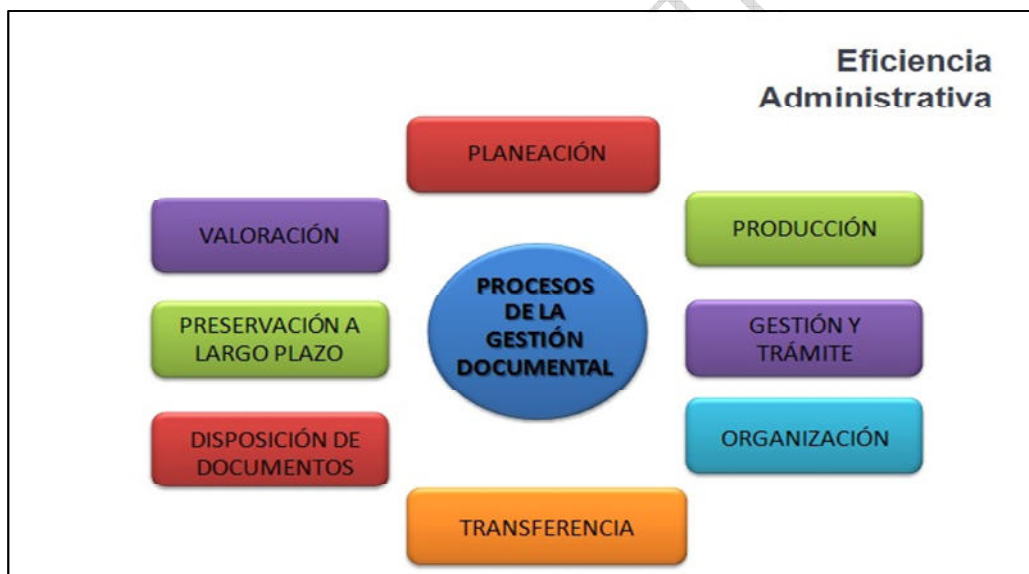 Eficiencia
Administrativa
PLANEACIÓN
PRODUCCIÓN
GESTIÓN Y
TRÁMITE
ORGANIZACIÓN
TRANSFERENCIA
DISPOSICIÓN DE
DOCUMENTOS
PRESERVACIÓN A
LARGO PLAZO
VALORACIÓN
PROCESOS
DE LA
GESTIÓN
DOCUMENTAL